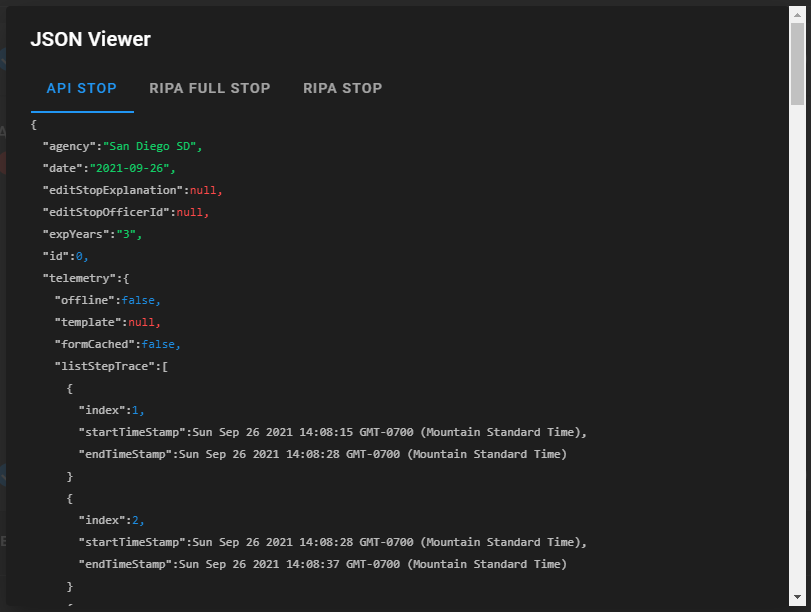 JSON Viewer
API STOP RIPA FULL STOP RIPA STOP
{
"agency":"San Diego SD",
"date":"2021-09-26",
"editStopExplanation":null,
"editStopOfficerId":null,
"expYears":"3",
"id":0,
"telemetry":{
"offline":false,
"template":null,
"formCached":false,
"listStepTrace":[
{
"index":1,
"startTimeStamp":Sun Sep 26 2021 14:08:15 GMT-0700 (Mountain Standard Time),
"endTimeStamp":Sun Sep 26 2021 14:08:28 GMT-0700 (Mountain Standard Time)
}
{
"index":2,
"startTimeStamp":Sun Sep 26 2021 14:08:28 GMT-0700 (Mountain Standard Time),
"endTimeStamp":Sun Sep 26 2021 14:08:37 GMT-0700 (Mountain Standard Time)
}